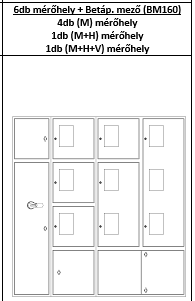 6db mérőhely + Betáp. mező (BM160)
4db (M) mérőhely
1db (M+H) mérőhely
1db (M+H+V) mérőhely